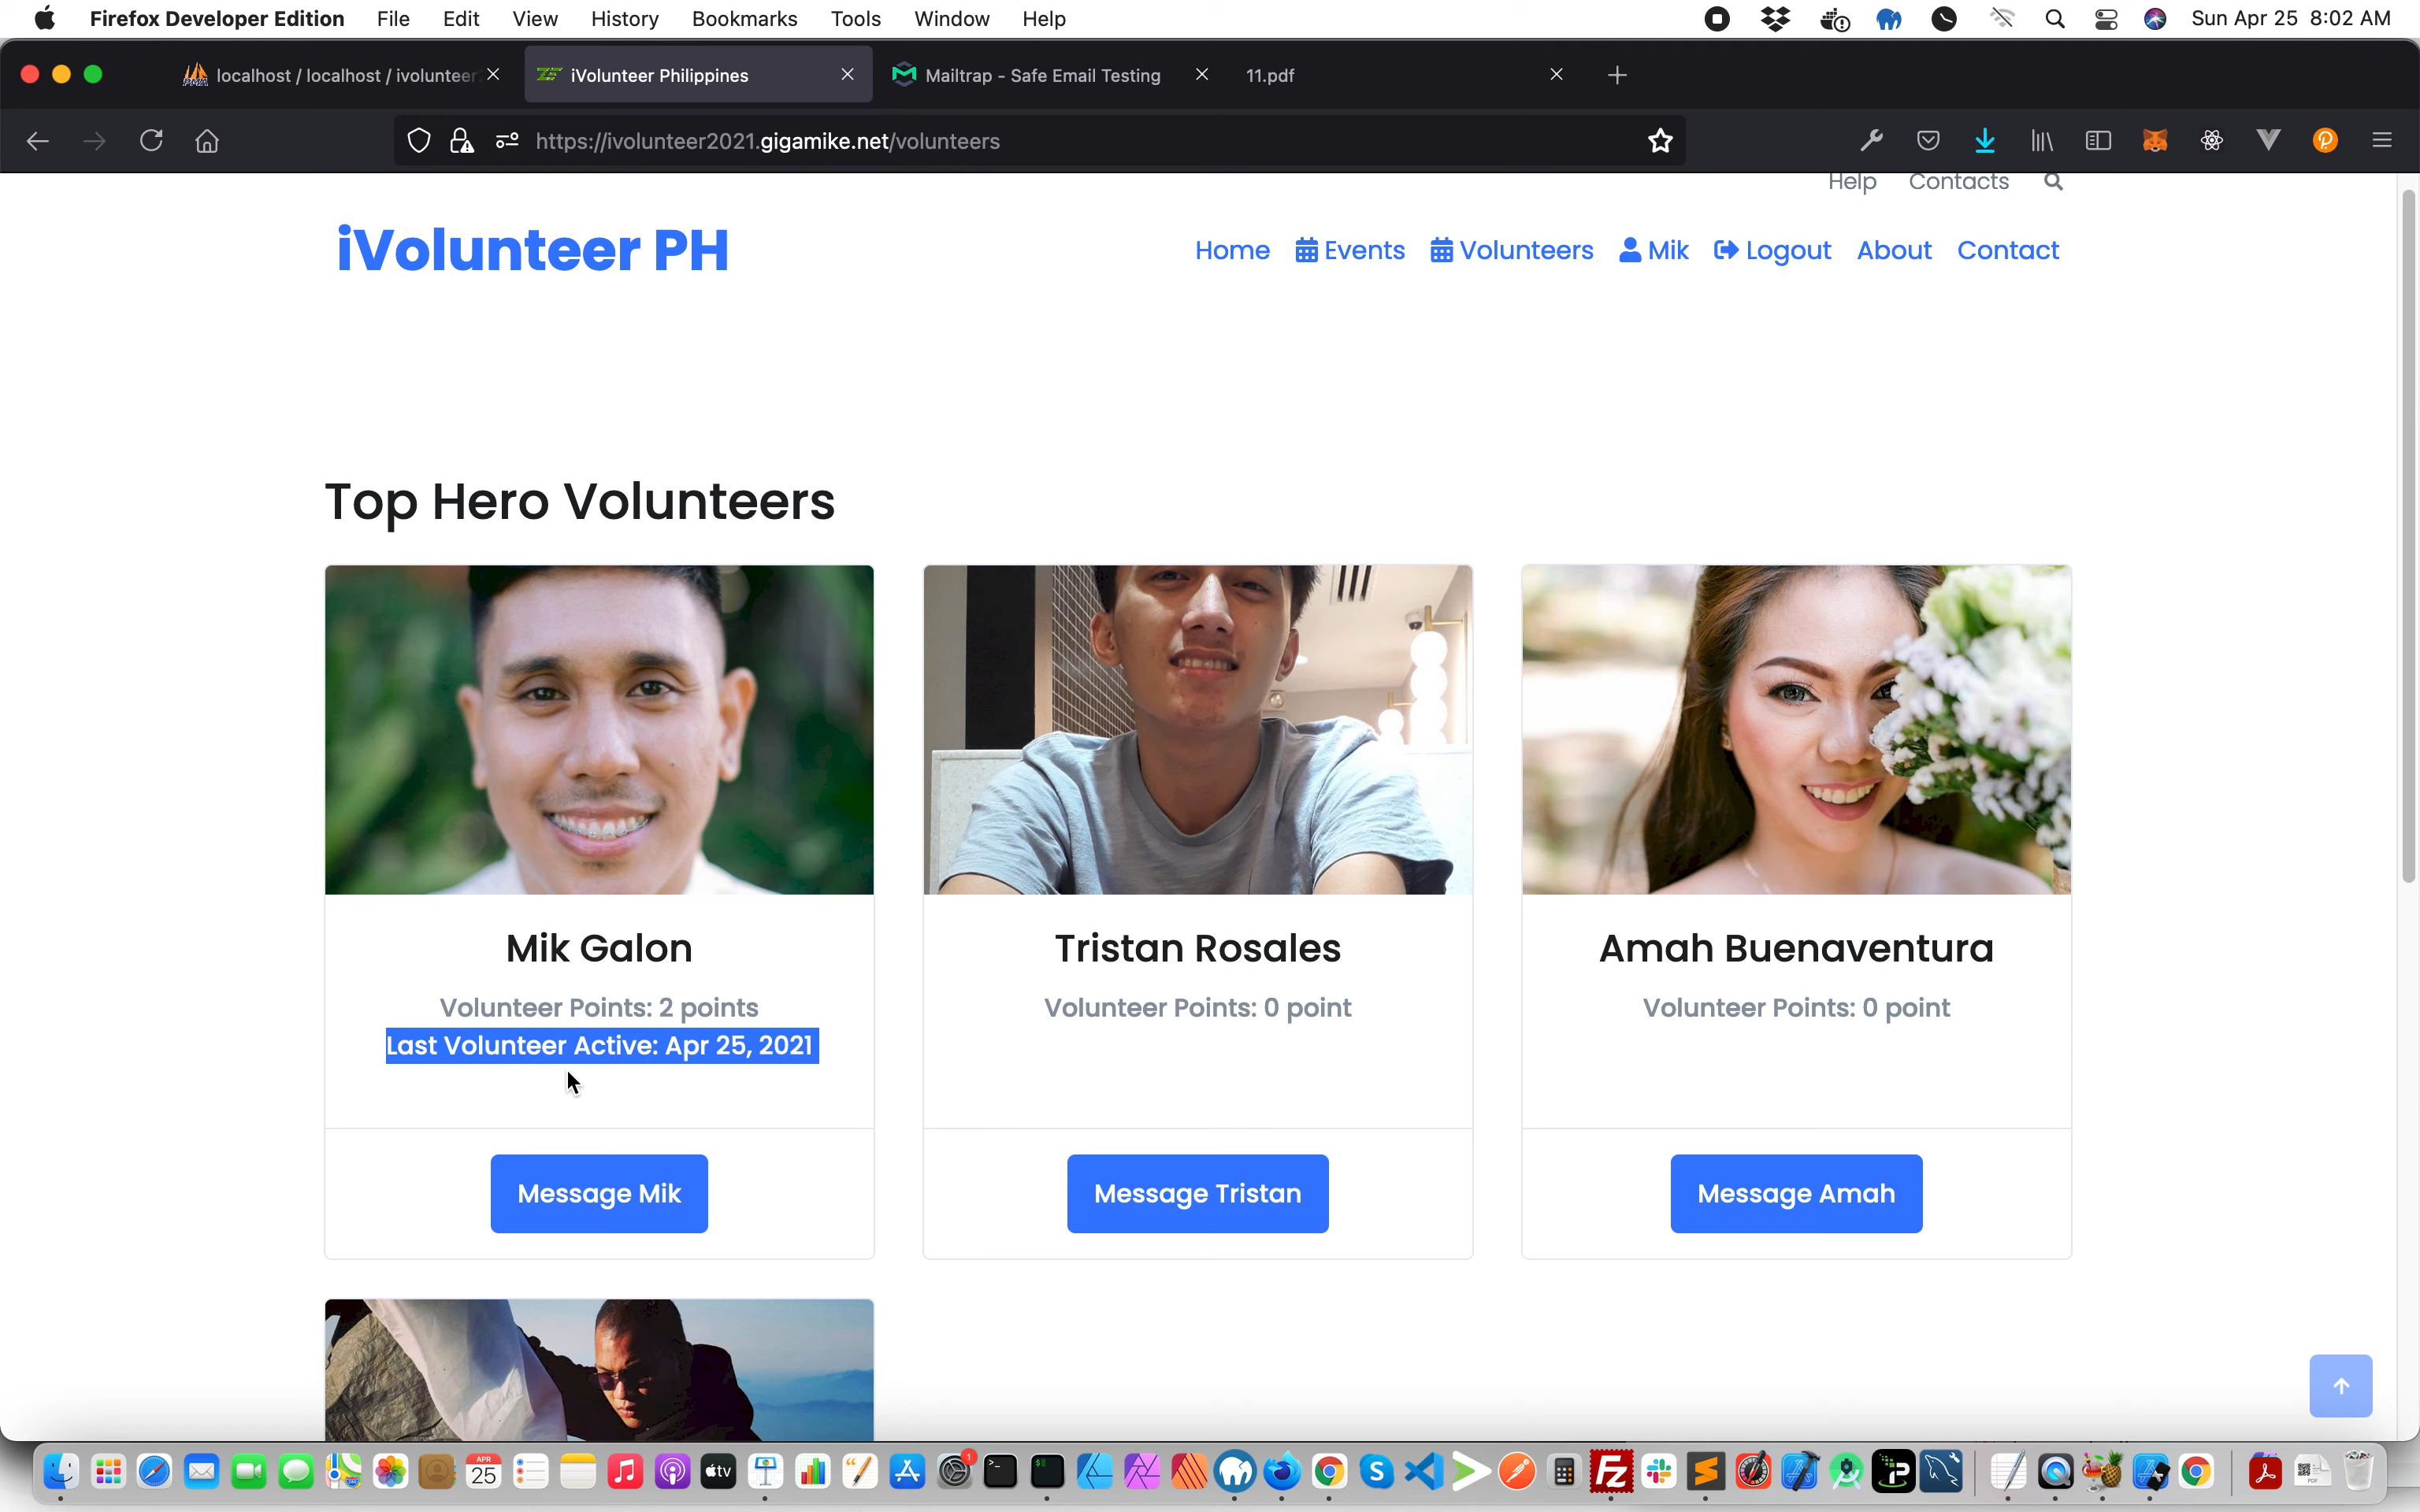 Firefox Developer Edition File Edit View History Bookmarks Tools Window Help Sun Apr 25 8:02 AM
localhost / localhost / ivolunteer iVolunteer Philippines Mailtrap - Safe Email Testing 11.pdf
https://ivolunteer2021.gigamike.net/volunteers
Help Contacts
iVolunteer PH Home Events Volunteers Mik Logout About Contact
Top Hero Volunteers
Mik Galon Tristan Rosales Amah Buenaventura
Volunteer Points: 2 points Volunteer Points: 0 point Volunteer Points: 0 point
Last Volunteer Active: Apr 25, 2021
Message Mik Message Tristan Message Amah
APR
25
tv
1